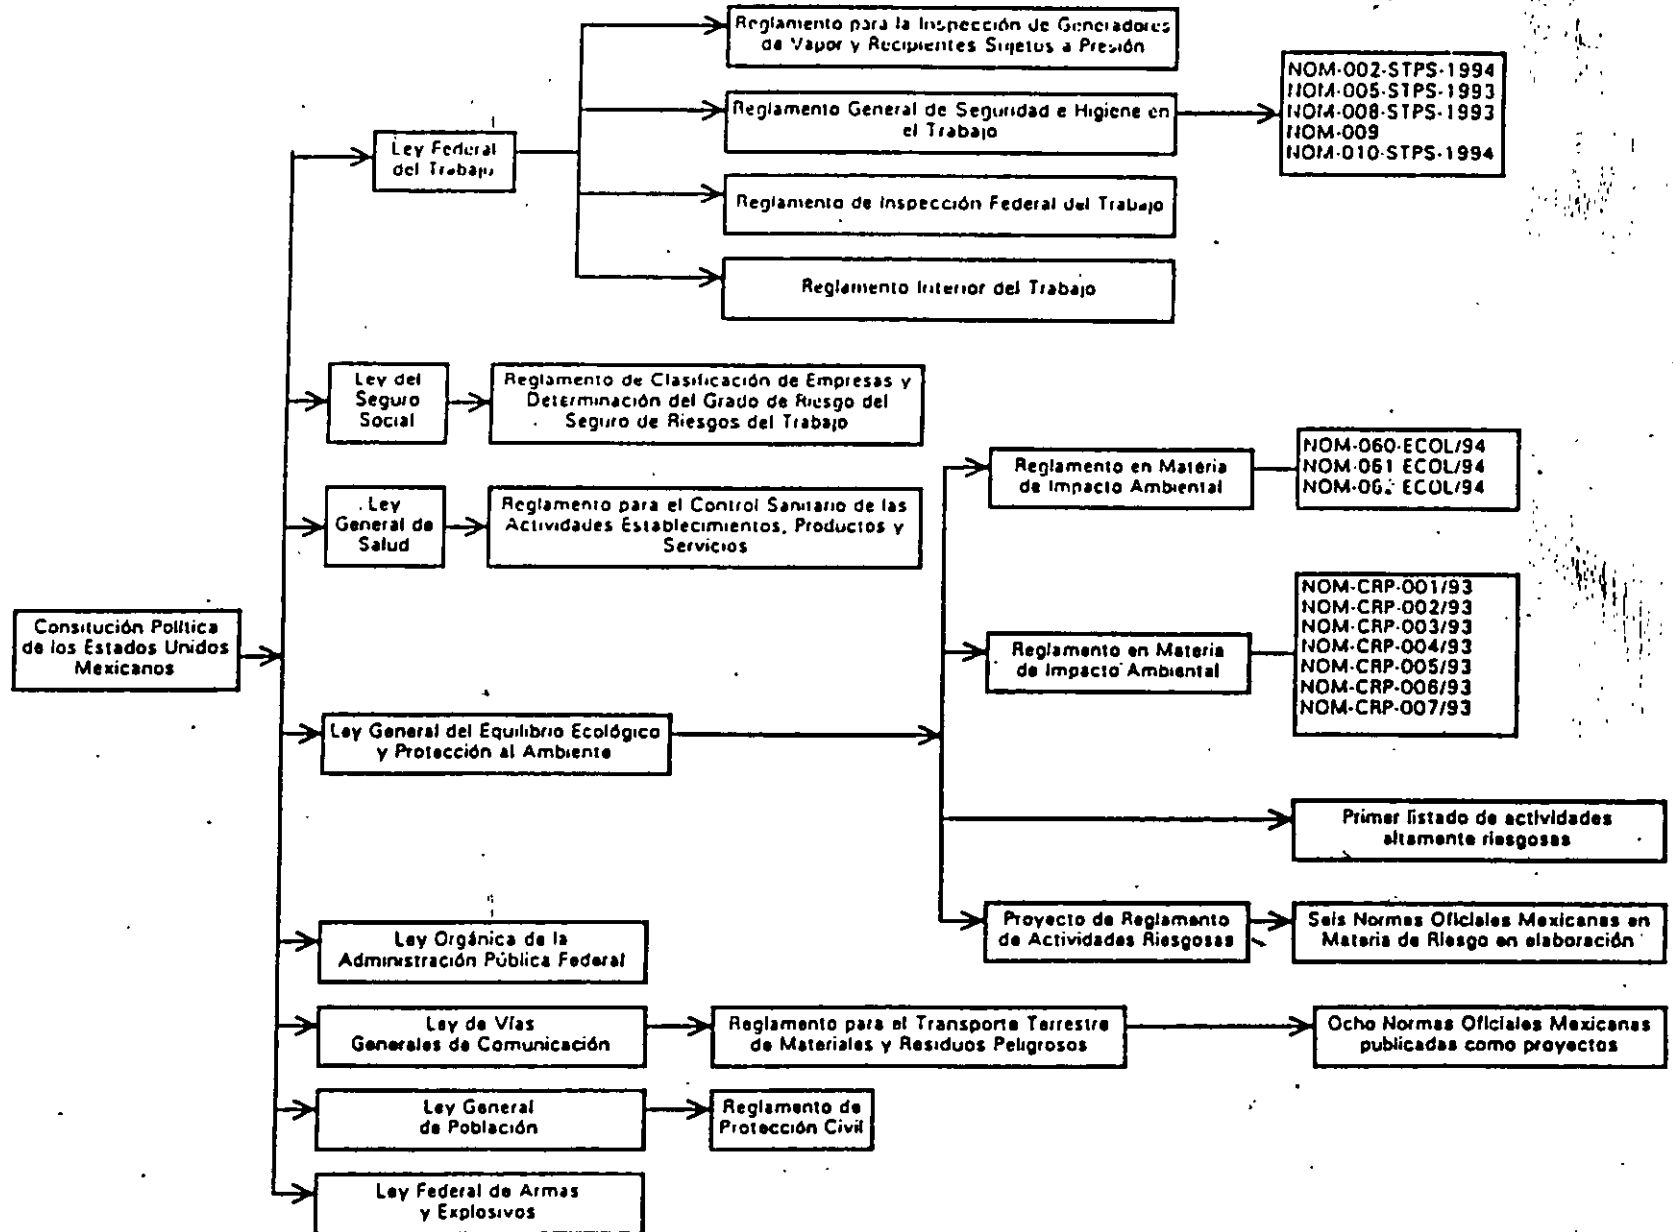 Reglamento para la Inspección de Generadores
de Vapor y Recipientes Sujetos a Presión
NOM-002-STPS-1994
NOM-005-STPS-1993
NOM-008-STPS-1993
NOM-009
NOM-010-STPS-1994
Reglamento General de Seguridad e Higiene en
el Trabajo
Ley Federal
del Trabajo
Reglamento de Inspección Federal del Trabajo
Reglamento Interior del Trabajo
Ley del
Seguro
Social
Reglamento de Clasificación de Empresas y
Determinación del Grado de Riesgo del
Seguro de Riesgos del Trabajo
Reglamento en Materia
de Impacto Ambiental
NOM-060-ECOL/94
NOM-061 ECOL/94
NOM-062 ECOL/94
Ley
General de
Salud
Reglamento para el Control Sanitario de las
Actividades Establecimientos, Productos y
Servicios
Consitución Política
de los Estados Unidos
Mexicanos
Reglamento en Materia
de Impacto Ambiental
NOM-CRP-001/93
NOM-CRP-002/93
NOM-CRP-003/93
NOM-CRP-004/93
NOM-CRP-005/93
NOM-CRP-006/93
NOM-CRP-007/93
Ley General del Equilibrio Ecológico
y Protección al Ambiente
Primer listado de actividades
altamente riesgosas
Proyecto de Reglamento
de Actividades Riesgosas
Seis Normas Oficiales Mexicanas en
Materia de Riesgo en elaboración
Ley Orgánica de la
Administración Pública Federal
Ley de Vías
Generales de Comunicación
Reglamento para el Transporte Terrestre
de Materiales y Residuos Peligrosos
Ocho Normas Oficiales Mexicanas
publicadas como proyectos
Ley General
de Población
Reglamento de
Protección Civil
Ley Federal de Armas
y Explosivos